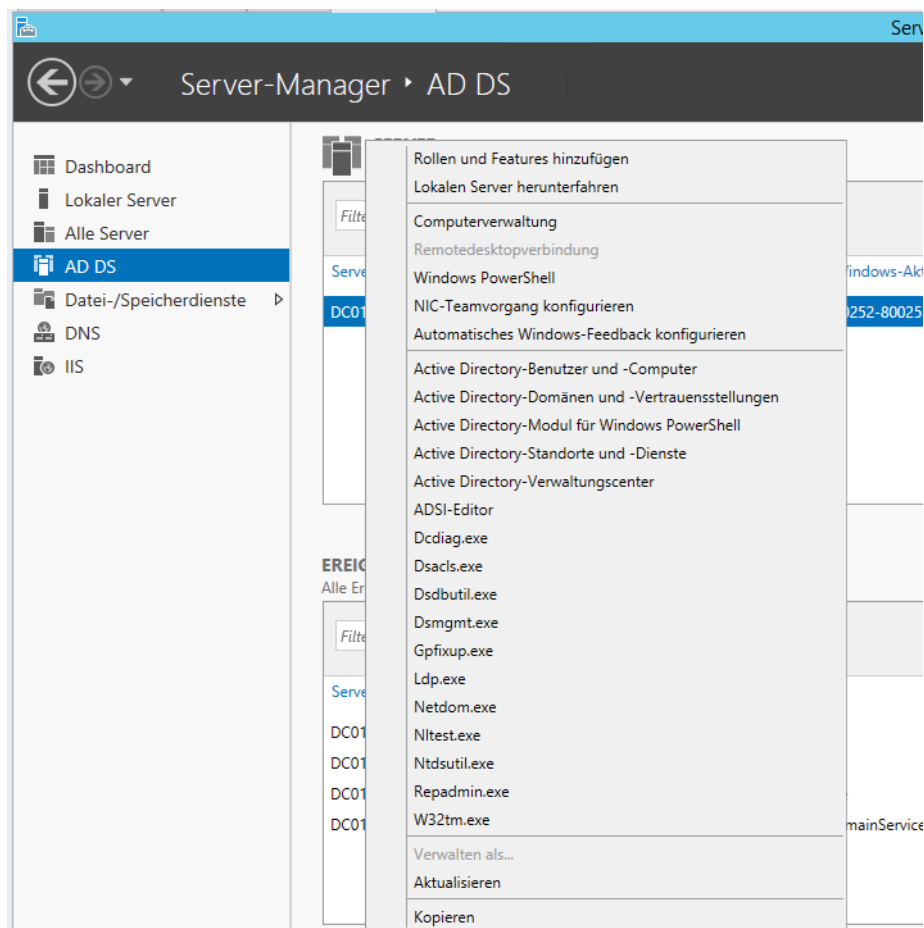 Server-Manager ‣ AD DS
Dashboard
Lokaler Server
Alle Server
AD DS
Datei-/Speicherdienste
DNS
IIS
DC01
Alle
DC01
DC01
DC01
DC01
Rollen und Features hinzufügen
Lokalen Server herunterfahren
Computerverwaltung
Remotedesktopverbindung
Windows PowerShell
NIC-Teamvorgang konfigurieren
Automatisches Windows-Feedback konfigurieren
Active Directory-Benutzer und -Computer
Active Directory-Domänen und -Vertrauensstellungen
Active Directory-Modul für Windows PowerShell
Active Directory-Standorte und -Dienste
Active Directory-Verwaltungscenter
ADSI-Editor
Dcdiag.exe
Dsacls.exe
Dsdbutil.exe
Dsmgmt.exe
Gpfixup.exe
Ldp.exe
Netdom.exe
Nltest.exe
Ntdsutil.exe
Repadmin.exe
W32tm.exe
Verwalten als...
Aktualisieren
Kopieren